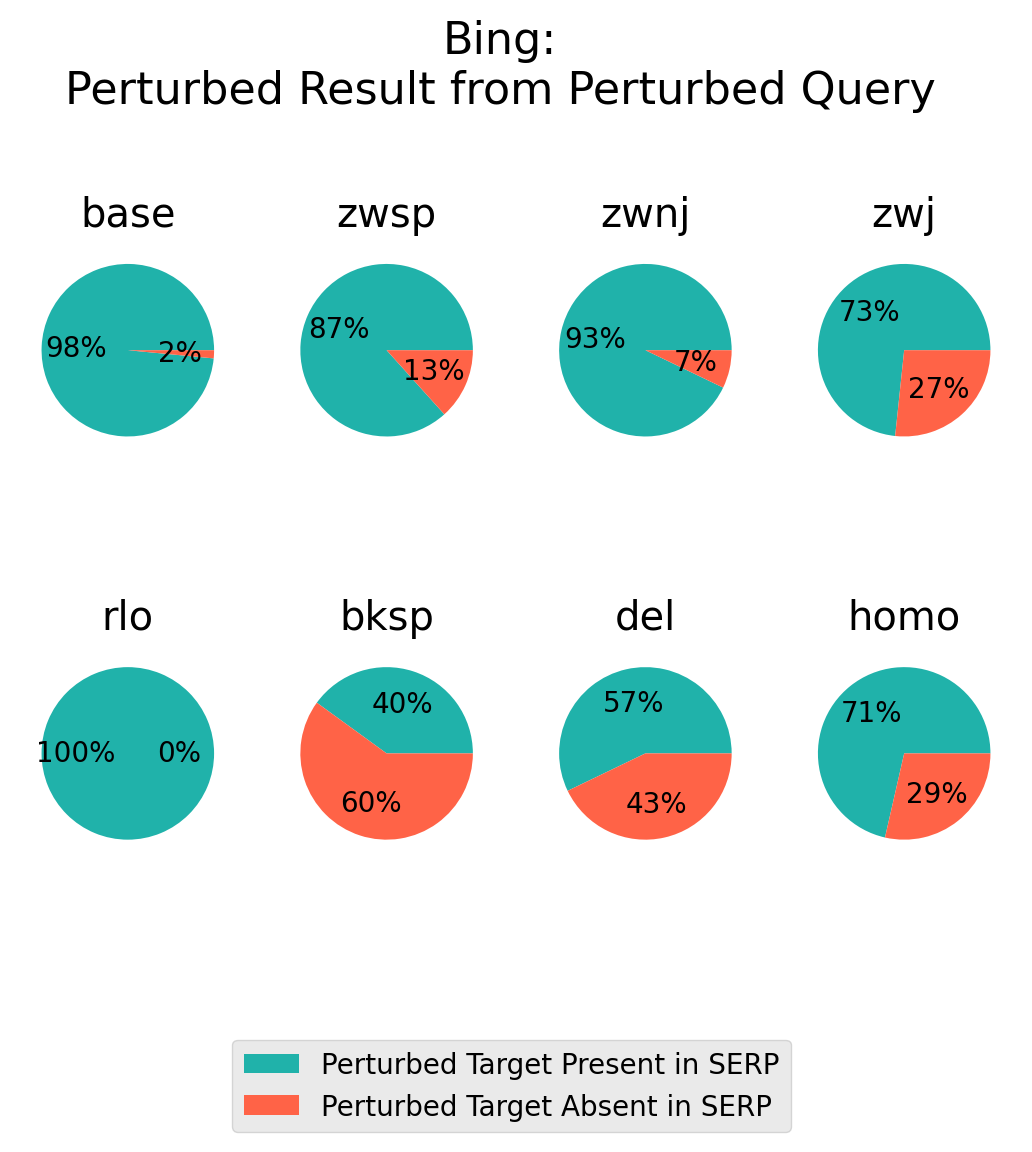 Bing:
Perturbed Result from Perturbed Query
base
zwsp
zwnj
zwj
98%
2%
87%
13%
93%
7%
73%
27%
rlo
bksp
del
homo
100%
0%
40%
60%
57%
43%
71%
29%
Perturbed Target Present in SERP
Perturbed Target Absent in SERP